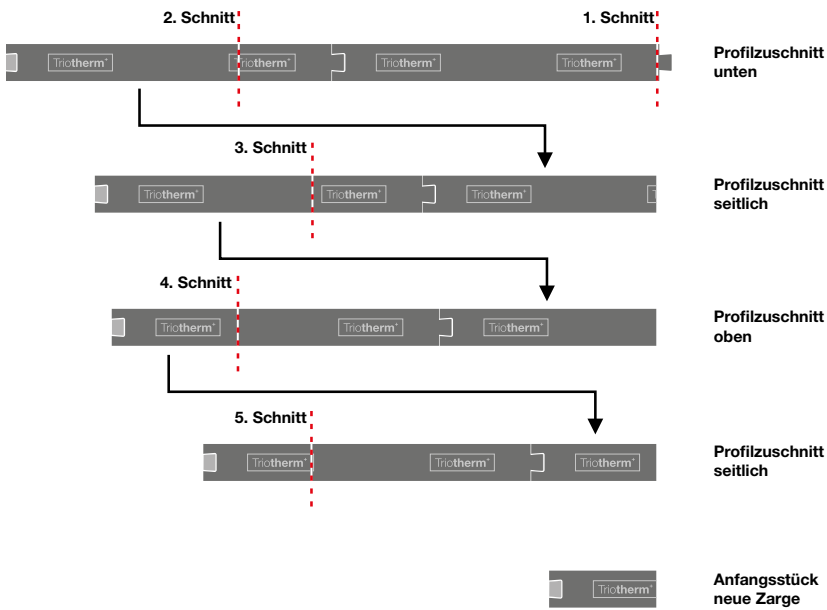 2. Schnitt 1. Schnitt
Triotherm+ Triotherm+ Triotherm+ Triotherm+
Profilzuschnitt
unten
3. Schnitt
Triotherm+ Triotherm+ Triotherm+ T
Profilzuschnitt
seitlich
4. Schnitt
Triotherm+ Triotherm+ Triotherm+
Profilzuschnitt
oben
5. Schnitt
Triotherm+ Triotherm+ Triotherm+
Profilzuschnitt
seitlich
Triotherm+
Anfangsstück
neue Zarge